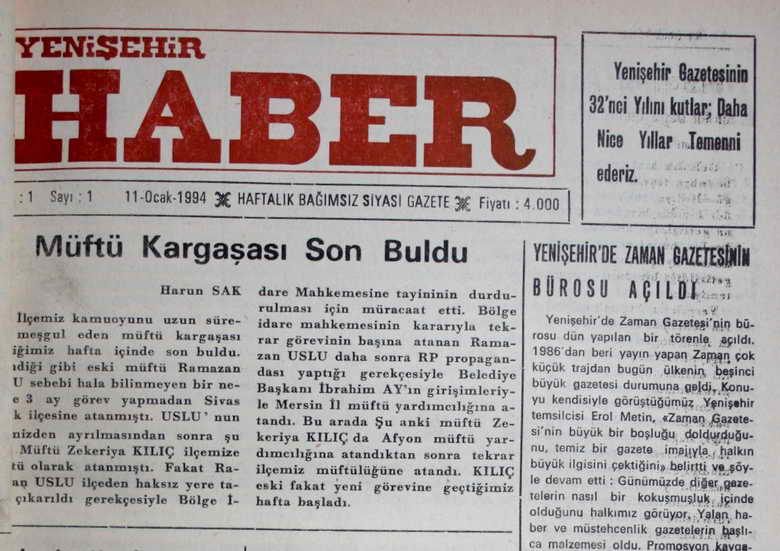 YENiŞEHiR
HABER
: 1 Sayı : 1 11-Ocak-1994 HAFTALIK BAĞIMSIZ SİYASİ GAZETE Fiyatı : 4.000
Yenişehir Gazetesinin
32'nci Yılını kutlar; Daha
Nice Yıllar Temenni
ederiz.
Müftü Kargaşası Son Buldu
Harun SAK
İlçemiz kamuoyunu uzun süre-
meşgul eden müftü kargaşası
iğimiz hafta içinde son buldu.
diği gibi eski müftü Ramazan
U sebebi hala bilinmeyen bir ne-
e 3 ay görev yapmadan Sivas
k ilçesine atanmıştı. USLU' nun
mizden ayrılmasından sonra şu
Müftü Zekeriya KILIÇ ilçemize
tü olarak atanmıştı. Fakat Ra-
an USLU ilçeden haksız yere ta-
çıkarıldı gerekçesiyle Bölge İ-
dare Mahkemesine tayininin durdu-
rulması için müracaat etti. Bölge
idare mahkemesinin kararıyla tek-
rar görevinin başına atanan Rama-
zan USLU daha sonra RP propagan-
dası yaptığı gerekçesiyle Belediye
Başkanı İbrahim AY'ın girişimleriy-
le Mersin İl müftü yardımcılığına a-
tandı. Bu arada Şu anki müftü Ze-
keriya KILIÇ da Afyon müftü yar-
dımcılığına atandıktan sonra tekrar
ilçemiz müftülüğüne atandı. KILIÇ
eski fakat yeni görevine geçtiğimiz
hafta başladı.
YENİŞEHİR'DE ZAMAN GAZETESİNİN
BÜROSU AÇILDI
Yenişehir'de Zaman Gazetesi'nin bü-
rosu dün yapılan bir törenle açıldı.
1986'dan beri yayın yapan Zaman çok
küçük trajdan bugün ülkenin beşinci
büyük gazetesi durumuna geldi. Konu-
yu kendisiyle görüştüğümüz Yenişehir
temsilcisi Erol Metin, «Zaman Gazete-
si'nin büyük bir boşluğu doldurduğu-
nu, temiz bir gazete imajıyla halkın
büyük ilgisini çektiğini» belirtti ve şöy-
le devam etti : Günümüzde diğer gaze-
telerin nasıl bir kokuşmuşluk içinde
olduğunu halkımız görüyor. Yalan ha-
ber ve müstehcenlik gazetelerin başlı-
ca malzemesi oldu. Promosyon kavga-